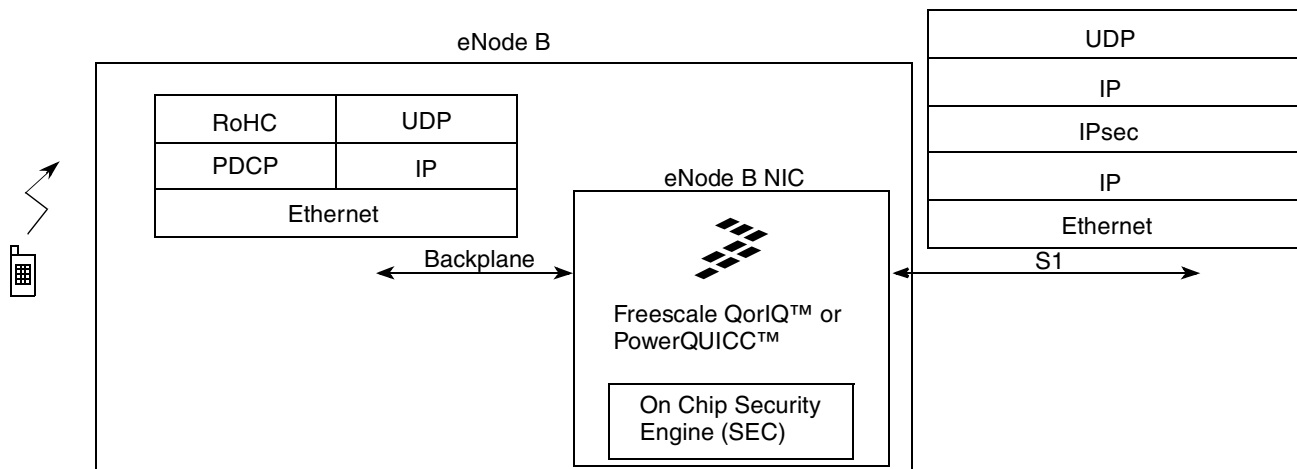 eNode B
UDP
IP
IPsec
IP
Ethernet
RoHC UDP
PDCP IP
Ethernet
eNode B NIC
Backplane
S1
Freescale QorIQ™ or
PowerQUICC™
On Chip Security
Engine (SEC)